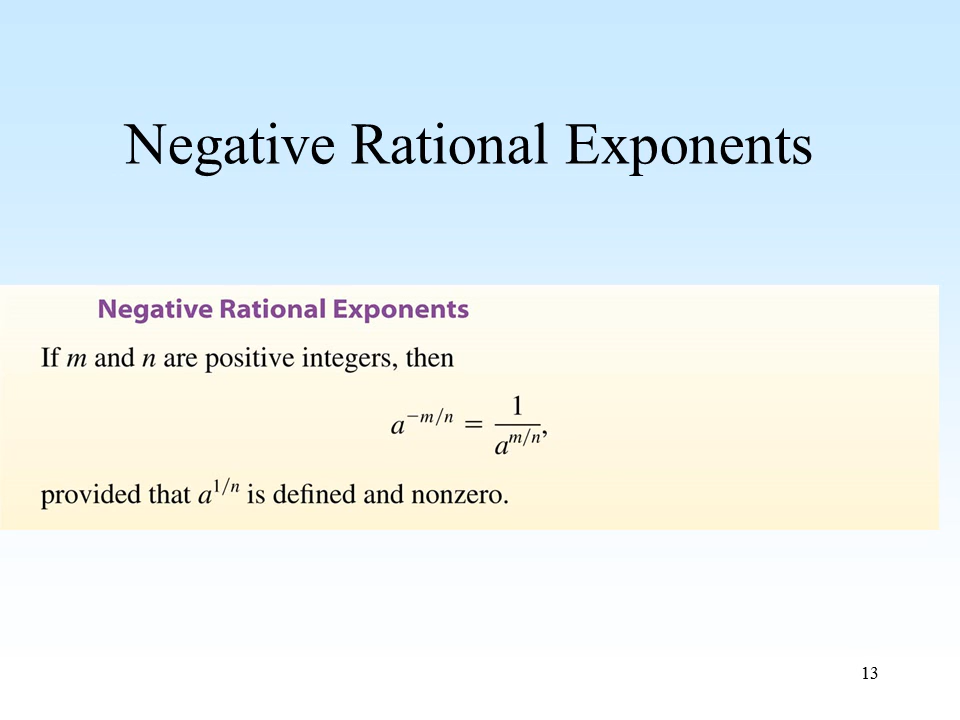 Negative Rational Exponents
Negative Rational Exponents
If m and n are positive integers, then
a^{-m/n} = \frac{1}{a^{m/n}},
provided that a^{1/n} is defined and nonzero.
13